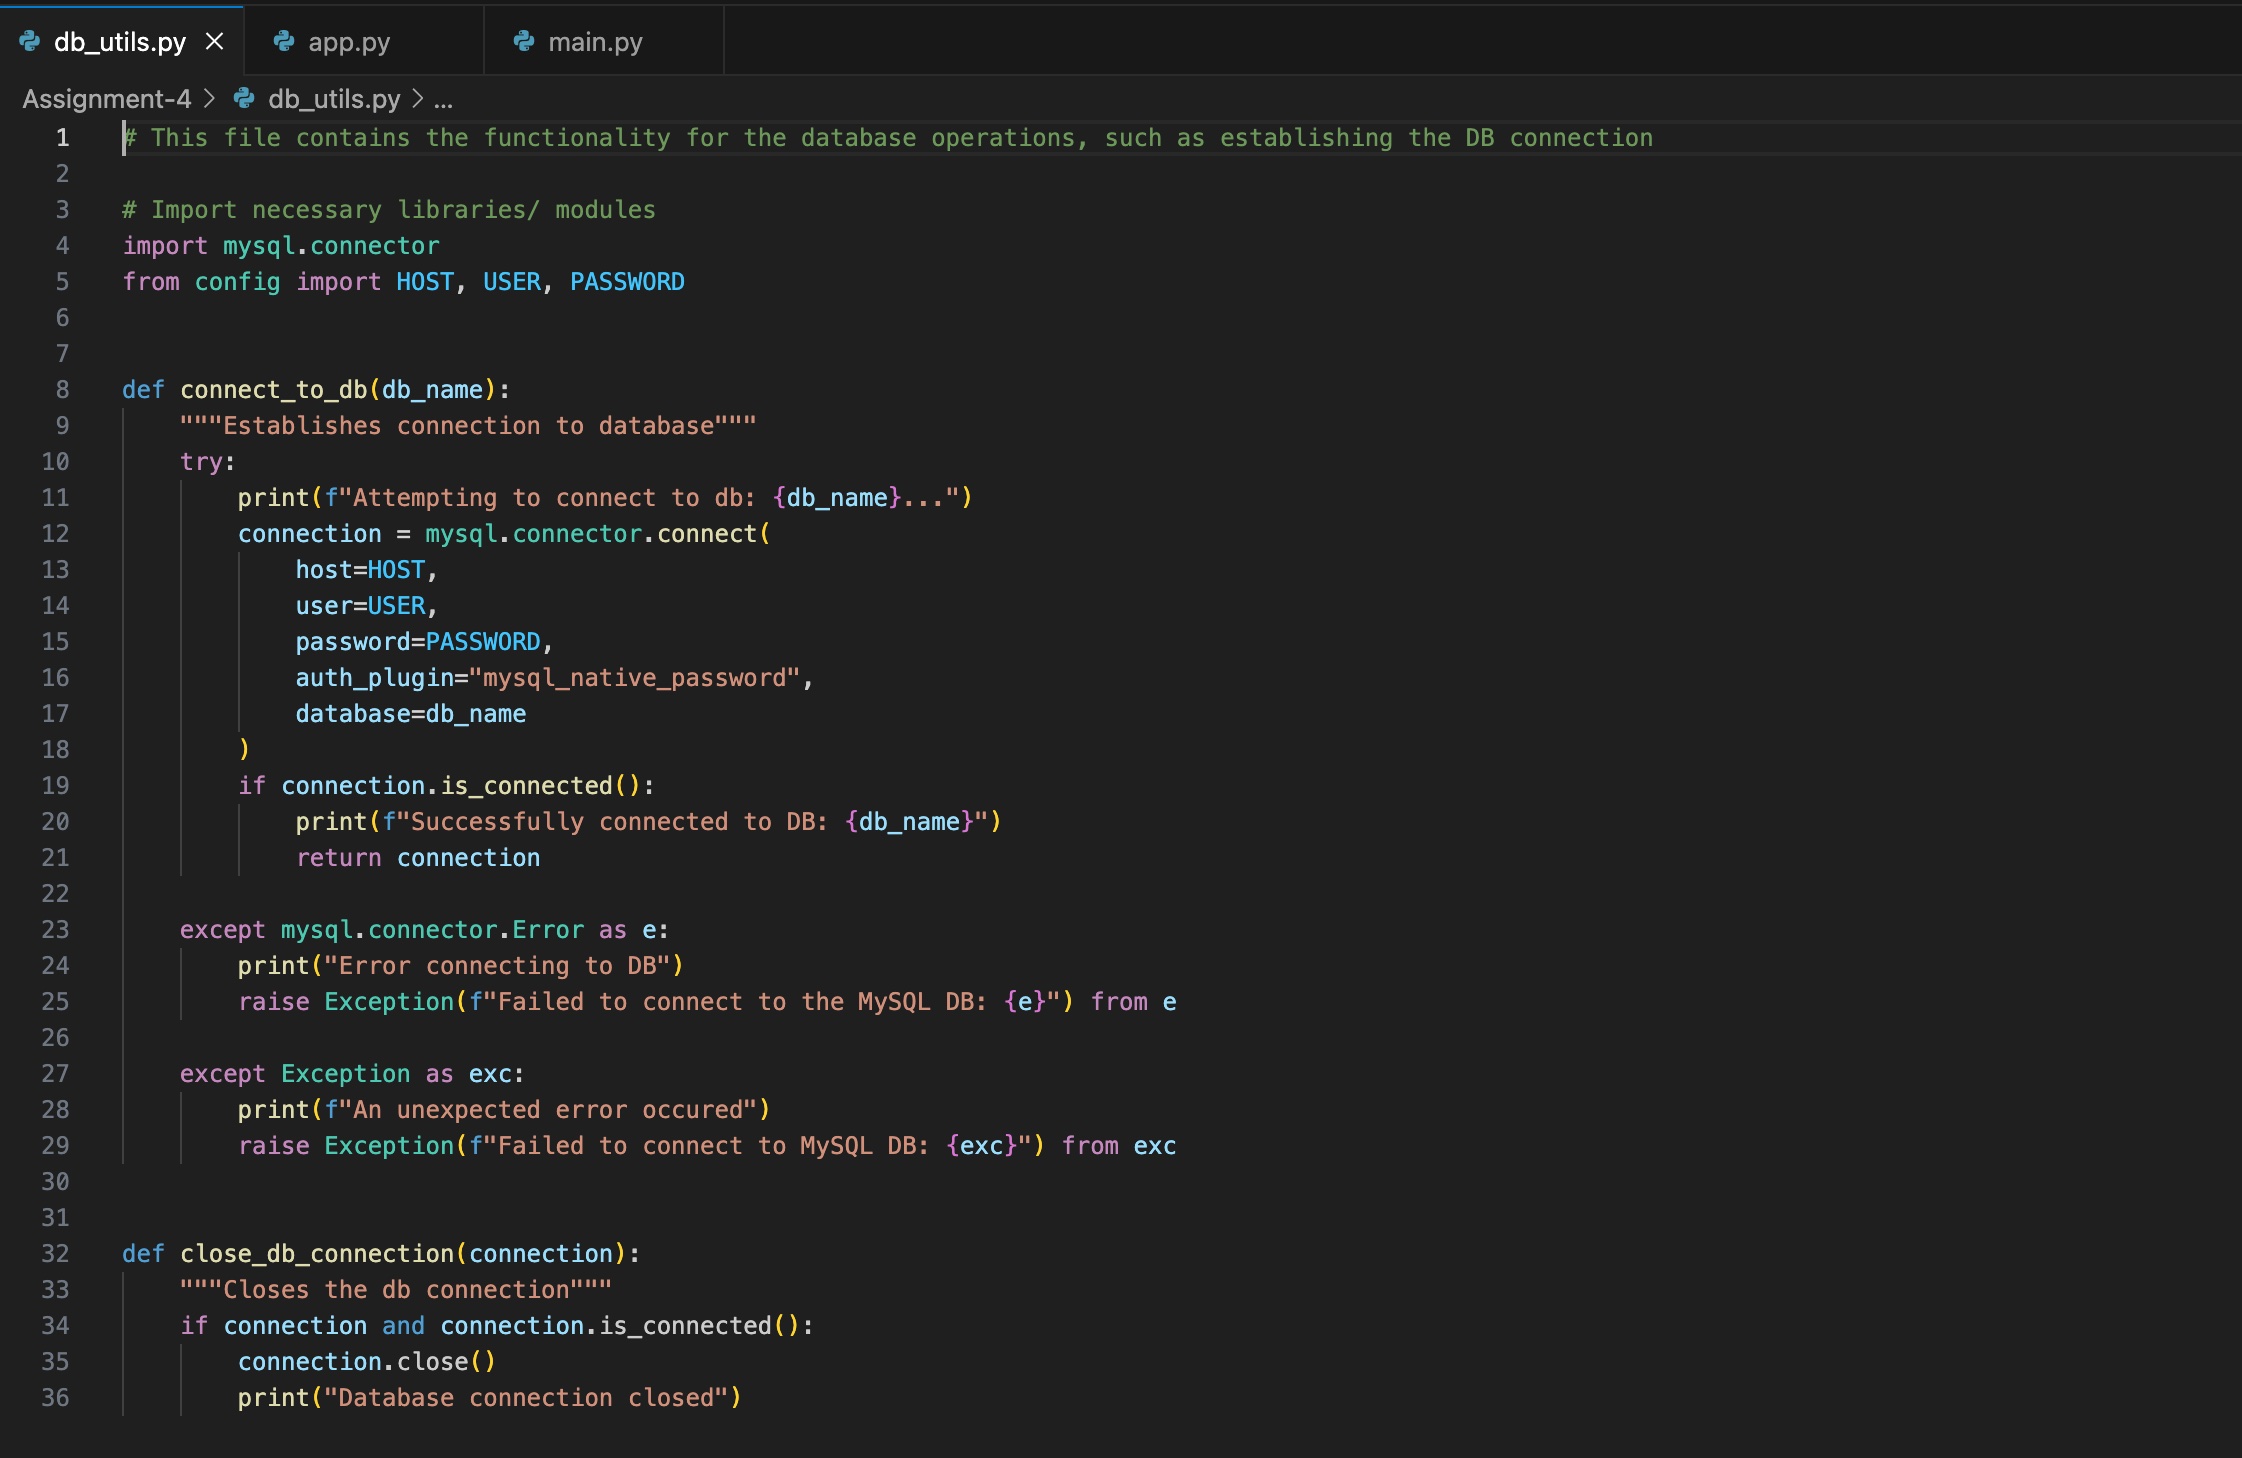 db_utils.py
app.py
main.py
Assignment-4 > db_utils.py > ...
1 # This file contains the functionality for the database operations, such as establishing the DB connection
2
3 # Import necessary libraries/ modules
4 import mysql.connector
5 from config import HOST, USER, PASSWORD
6
7
8 def connect_to_db(db_name):
9     """Establishes connection to database"""
10     try:
11         print(f"Attempting to connect to db: {db_name}...")
12         connection = mysql.connector.connect(
13             host=HOST,
14             user=USER,
15             password=PASSWORD,
16             auth_plugin="mysql_native_password",
17             database=db_name
18         )
19         if connection.is_connected():
20             print(f"Successfully connected to DB: {db_name}")
21             return connection
22
23     except mysql.connector.Error as e:
24         print("Error connecting to DB")
25         raise Exception(f"Failed to connect to the MySQL DB: {e}") from e
26
27     except Exception as exc:
28         print(f"An unexpected error occured")
29         raise Exception(f"Failed to connect to MySQL DB: {exc}") from exc
30
31
32 def close_db_connection(connection):
33     """Closes the db connection"""
34     if connection and connection.is_connected():
35         connection.close()
36         print("Database connection closed")